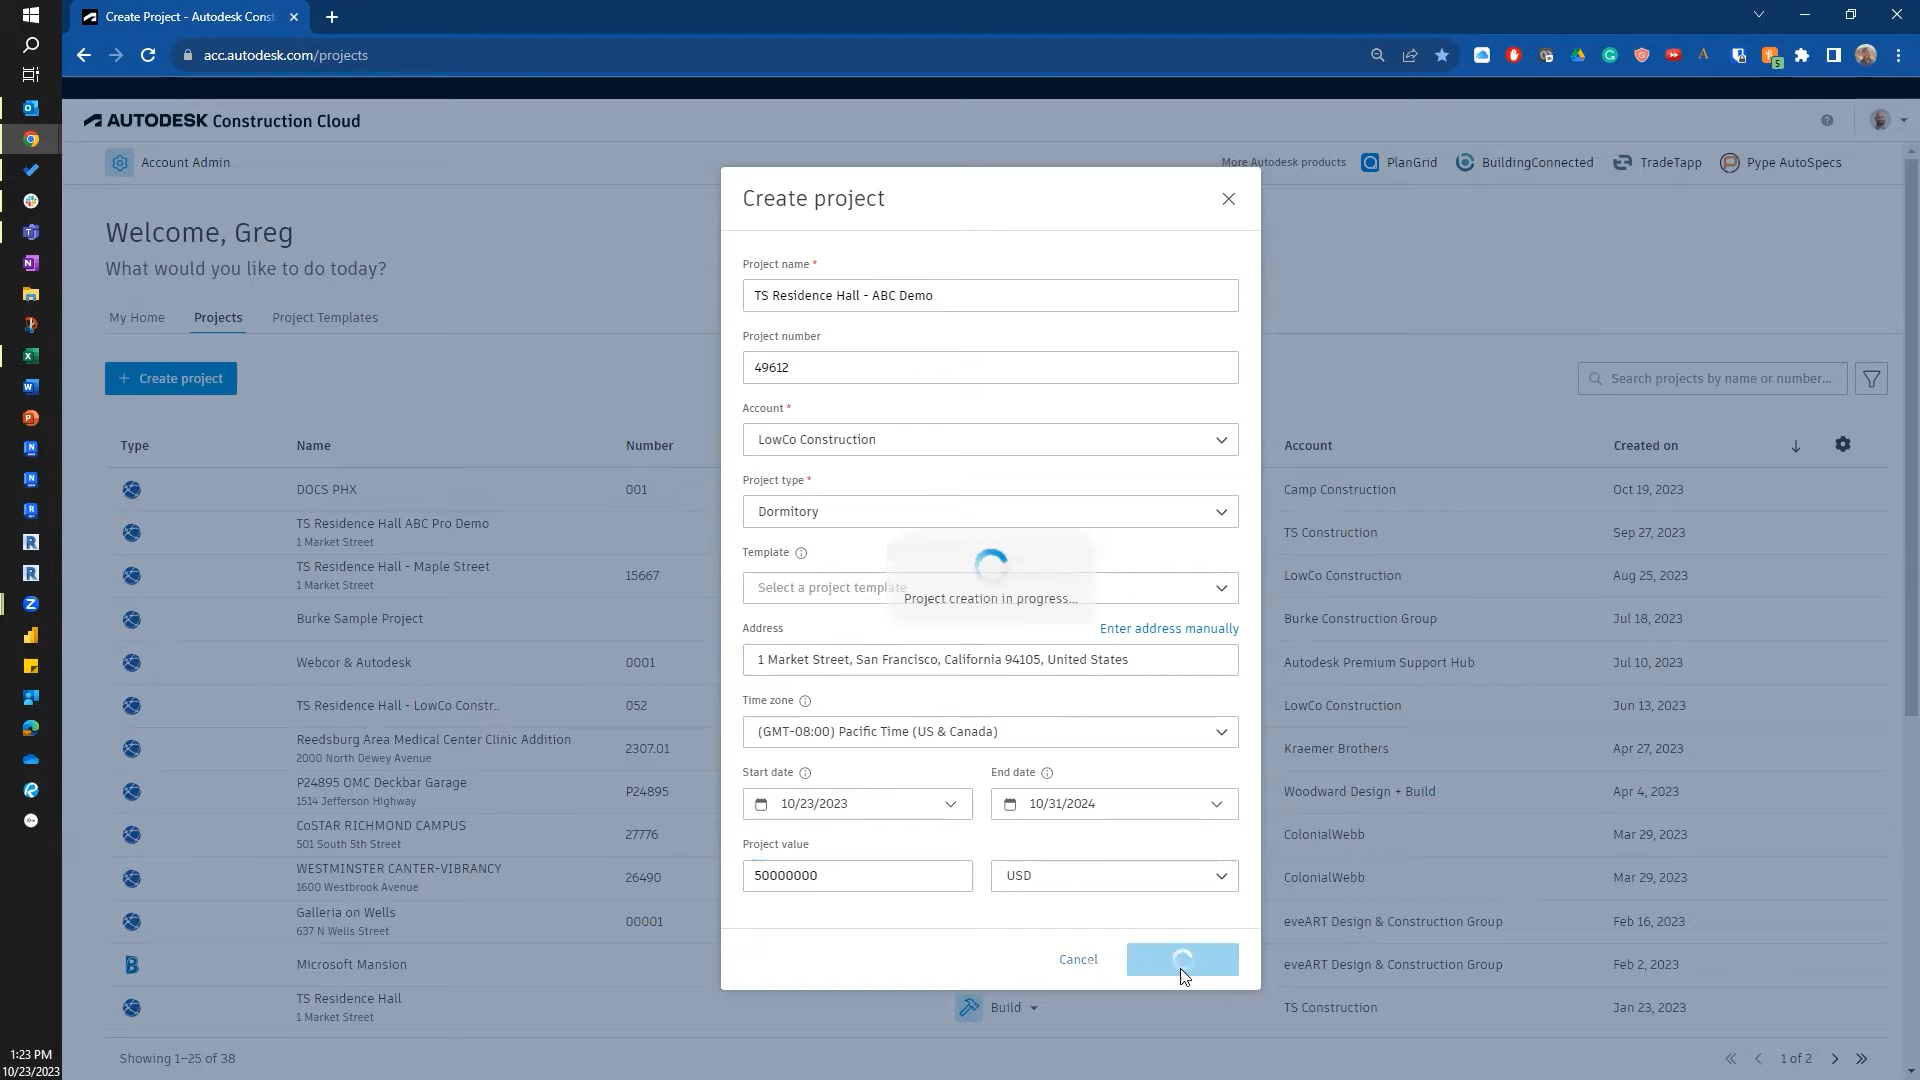 Create Project - Autodesk Const
acc.autodesk.com/projects
5
AUTODESK Construction Cloud
Account Admin
More Autodesk products
PlanGrid
BuildingConnected
TradeTapp
Pype AutoSpecs
Welcome, Greg
What would you like to do today?
My Home
Projects
Project Templates
+ Create project
Search projects by name or number...
Type
Name
Number
Account
Created on
DOCS PHX
001
Camp Construction
Oct 19, 2023
TS Residence Hall ABC Pro Demo
1 Market Street
TS Construction
Sep 27, 2023
TS Residence Hall - Maple Street
1 Market Street
15667
LowCo Construction
Aug 25, 2023
Burke Sample Project
Burke Construction Group
Jul 18, 2023
Webcor & Autodesk
0001
Autodesk Premium Support Hub
Jul 10, 2023
TS Residence Hall - LowCo Constr..
052
LowCo Construction
Jun 13, 2023
Reedsburg Area Medical Center Clinic Addition
2000 North Dewey Avenue
2307.01
Kraemer Brothers
Apr 27, 2023
P24895 OMC Deckbar Garage
1514 Jefferson Highway
P24895
Woodward Design + Build
Apr 4, 2023
CoSTAR RICHMOND CAMPUS
501 South 5th Street
27776
ColonialWebb
Mar 29, 2023
WESTMINSTER CANTER-VIBRANCY
1600 Westbrook Avenue
26490
ColonialWebb
Mar 29, 2023
Galleria on Wells
637 N Wells Street
00001
eveART Design & Construction Group
Feb 16, 2023
Microsoft Mansion
eveART Design & Construction Group
Feb 2, 2023
TS Residence Hall
1 Market Street
Build
TS Construction
Jan 23, 2023
Showing 1-25 of 38
1 of 2
Create project
Project name *
TS Residence Hall - ABC Demo
Project number
49612
Account *
LowCo Construction
Project type *
Dormitory
Template
Select a project template
Project creation in progress...
Address
Enter address manually
1 Market Street, San Francisco, California 94105, United States
Time zone
(GMT-08:00) Pacific Time (US & Canada)
Start date
End date
10/23/2023
10/31/2024
Project value
50000000
USD
Cancel
1:23 PM
10/23/2023